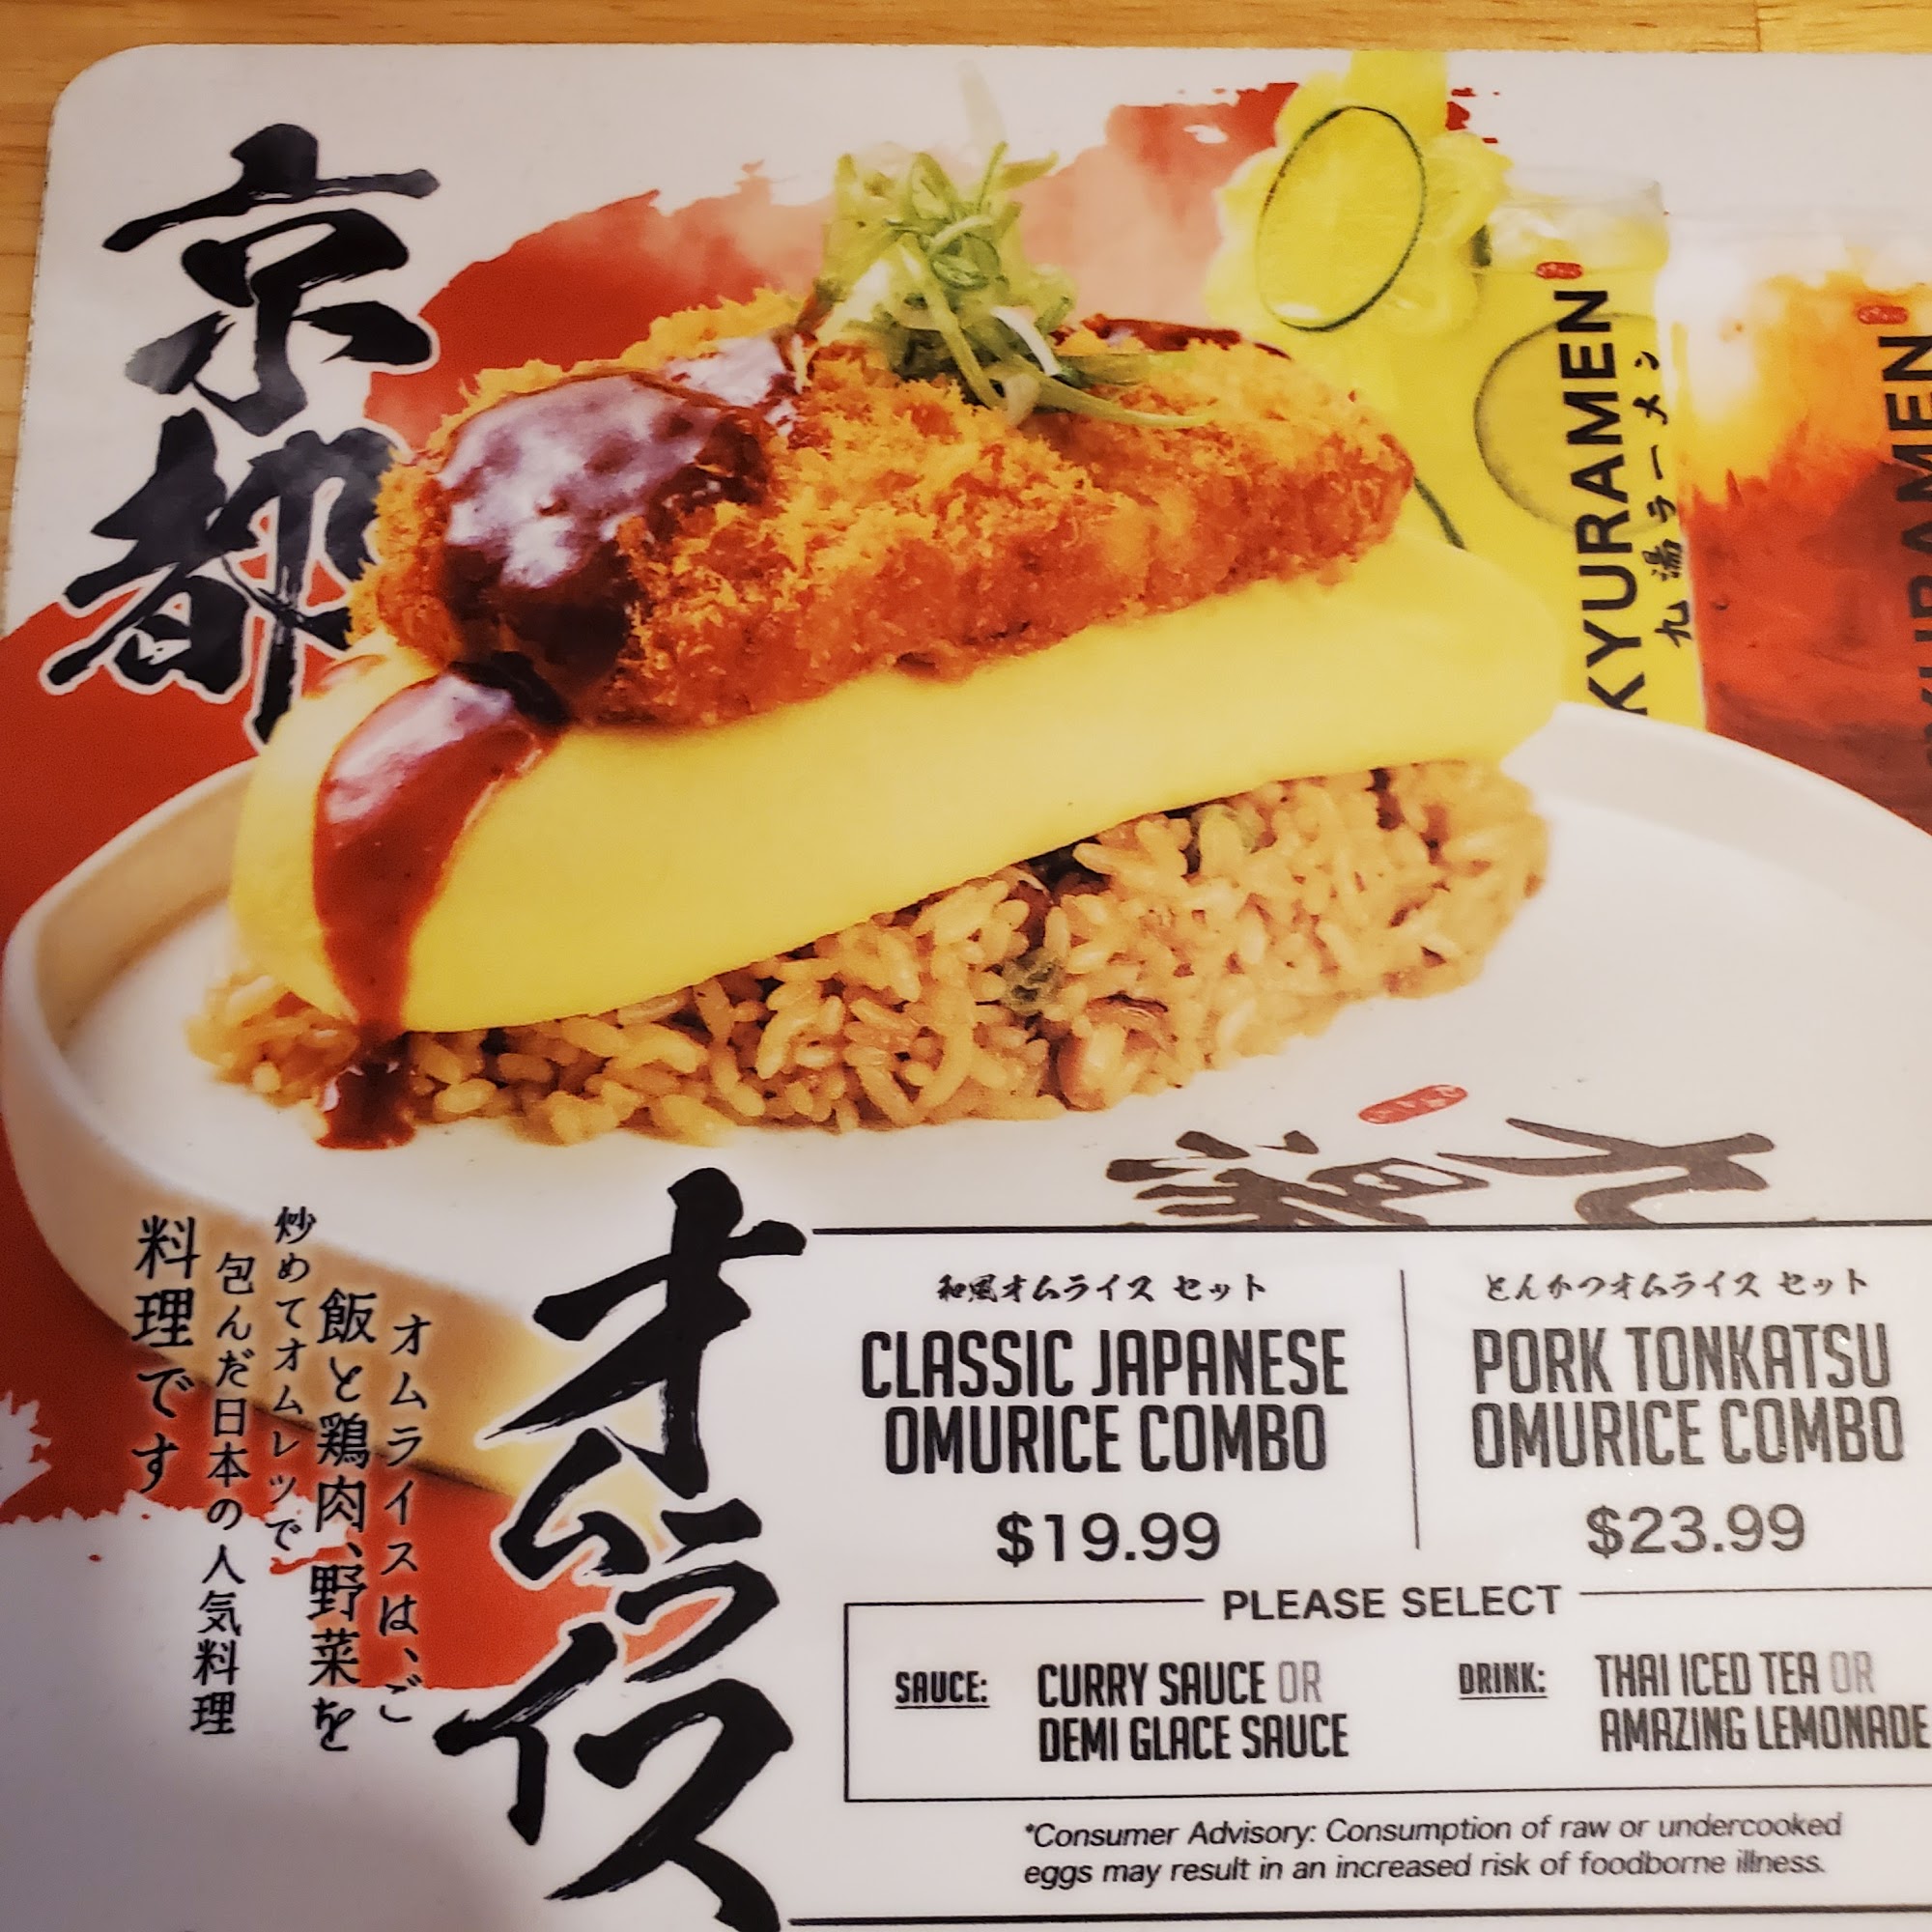 京都
KYURAMEN
九湯ラーメン
オムライス
オムライスは、ご
飯と鶏肉、野菜を
炒めてオムレツで
包んだ日本の人気料理
料理です
和風オムライス セット
CLASSIC JAPANESE
OMURICE COMBO
$19.99
とんかつオムライス セット
PORK TONKATSU
OMURICE COMBO
$23.99
PLEASE SELECT
SAUCE:
CURRY SAUCE OR
DEMI GLACE SAUCE
DRINK:
THAI ICED TEA OR
AMAZING LEMONADE
*Consumer Advisory: Consumption of raw or undercooked
eggs may result in an increased risk of foodborne illness.